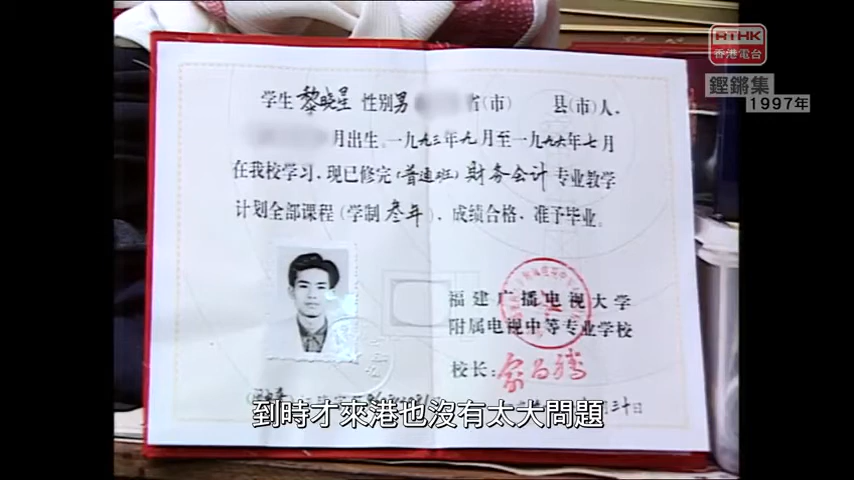 RTHK
香港電台
鏗鏘集
1997年
学生黎晓星 性别男 省(市) 县(市)人,
月出生。一九九三年九月至一九九六年七月
在我校学习,现已修完(普通班)财务会计专业教学
计划全部课程(学制叁年),成绩合格,准予毕业。
福建广播电视大学
附属电视中等专业学校
校长:
月三十日
到時才來港也沒有太大問題